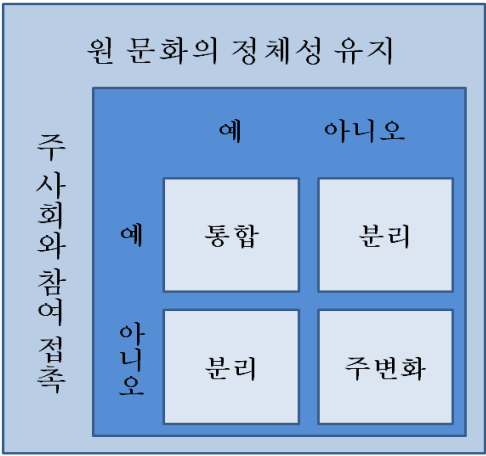 원 문화의 정체성 유지
주 사회와 참여 접촉
예 아니오
예 통합 분리
아니오 분리 주변화